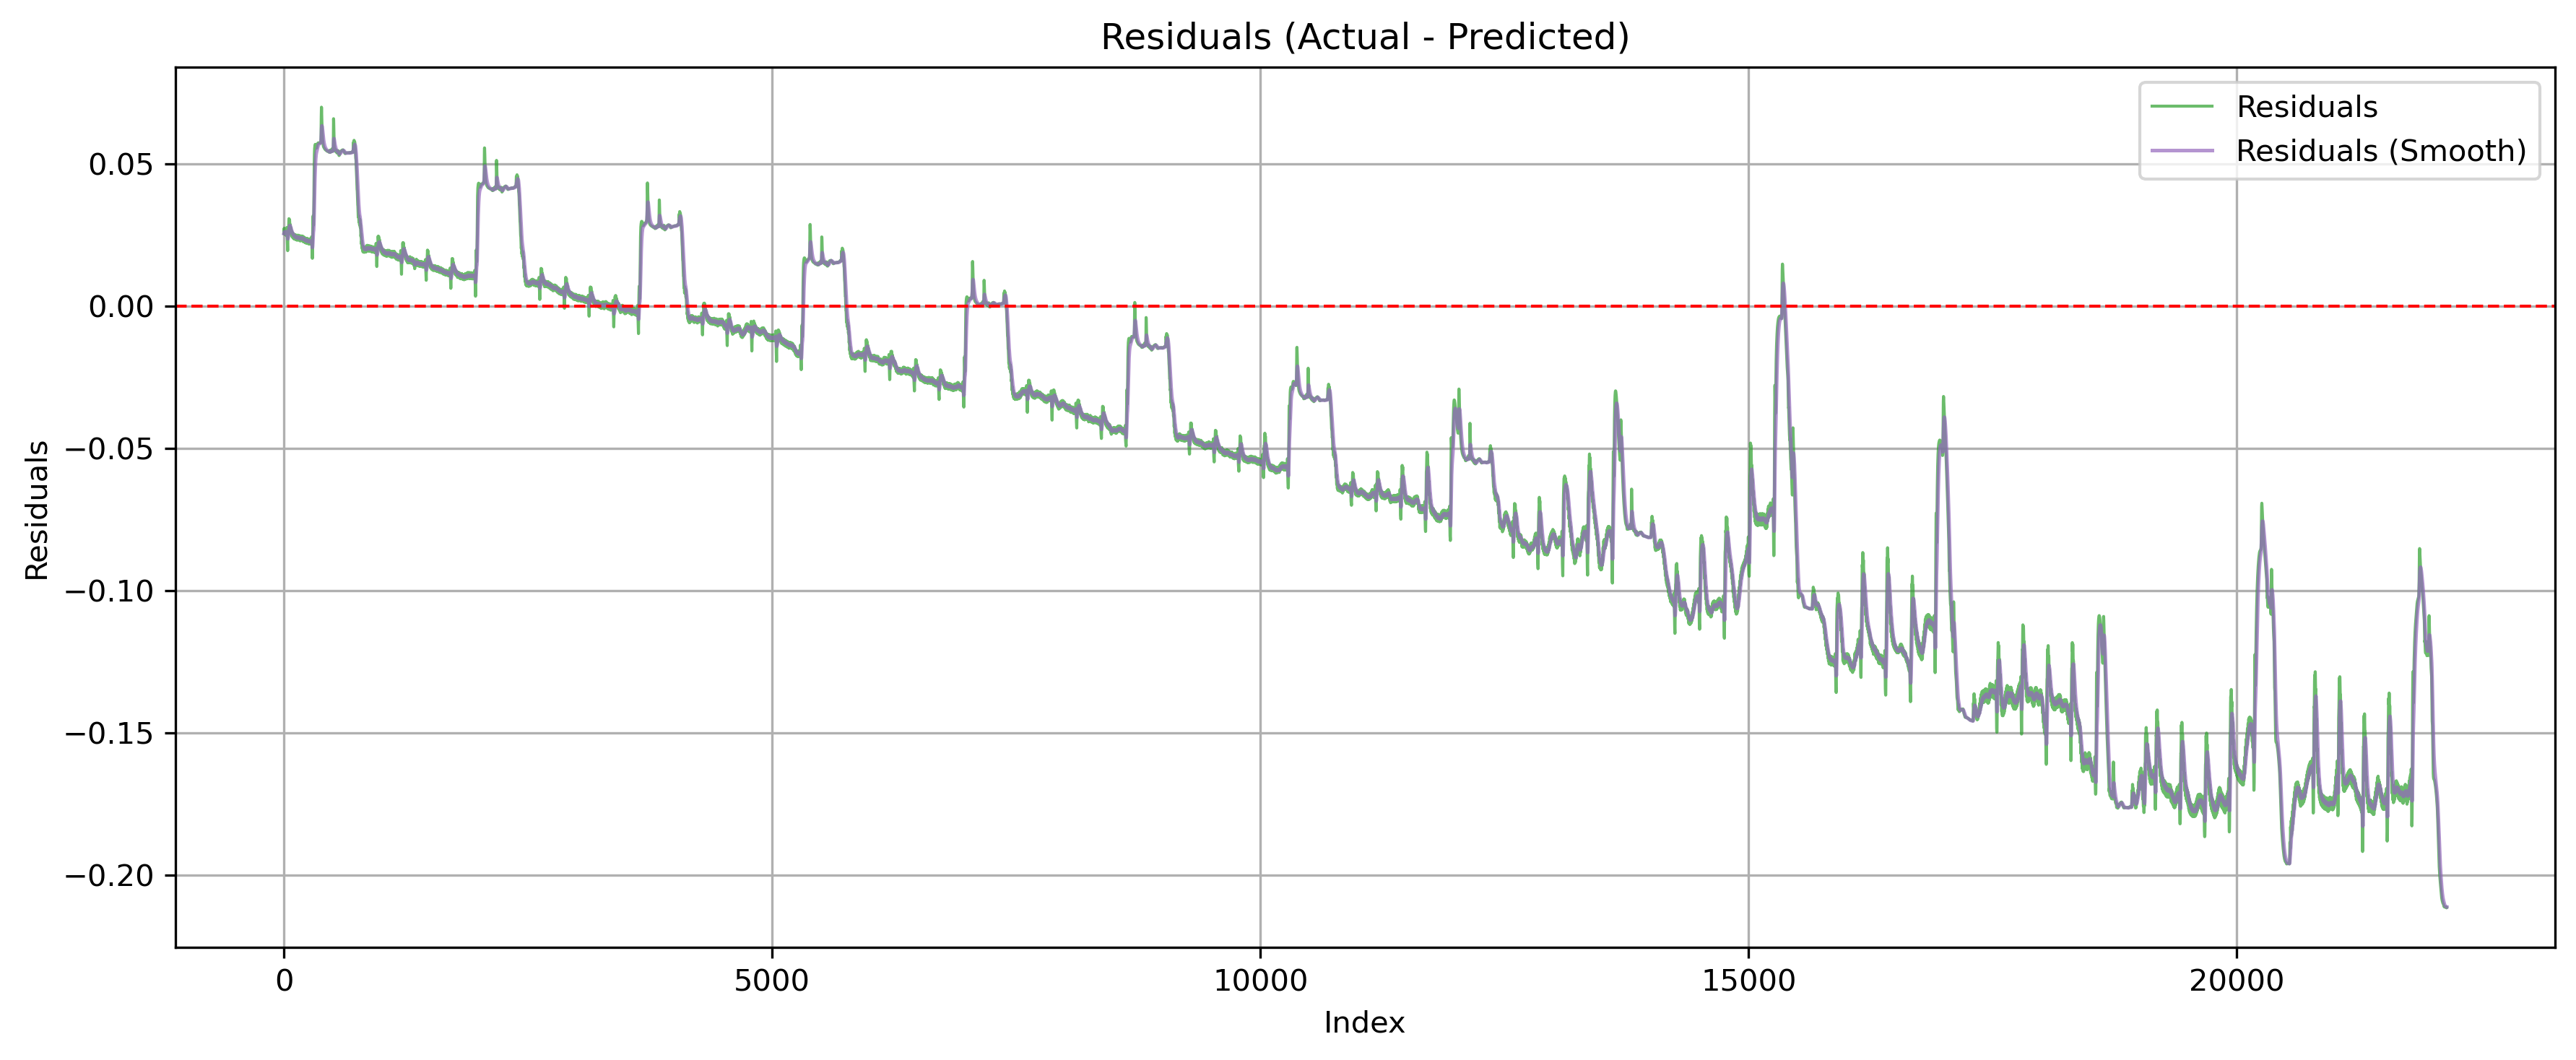 Residuals (Actual - Predicted)
Residuals
Residuals (Smooth)
0.05
0.00
−0.05
−0.10
−0.15
−0.20
Residuals
0
5000
10000
15000
20000
Index